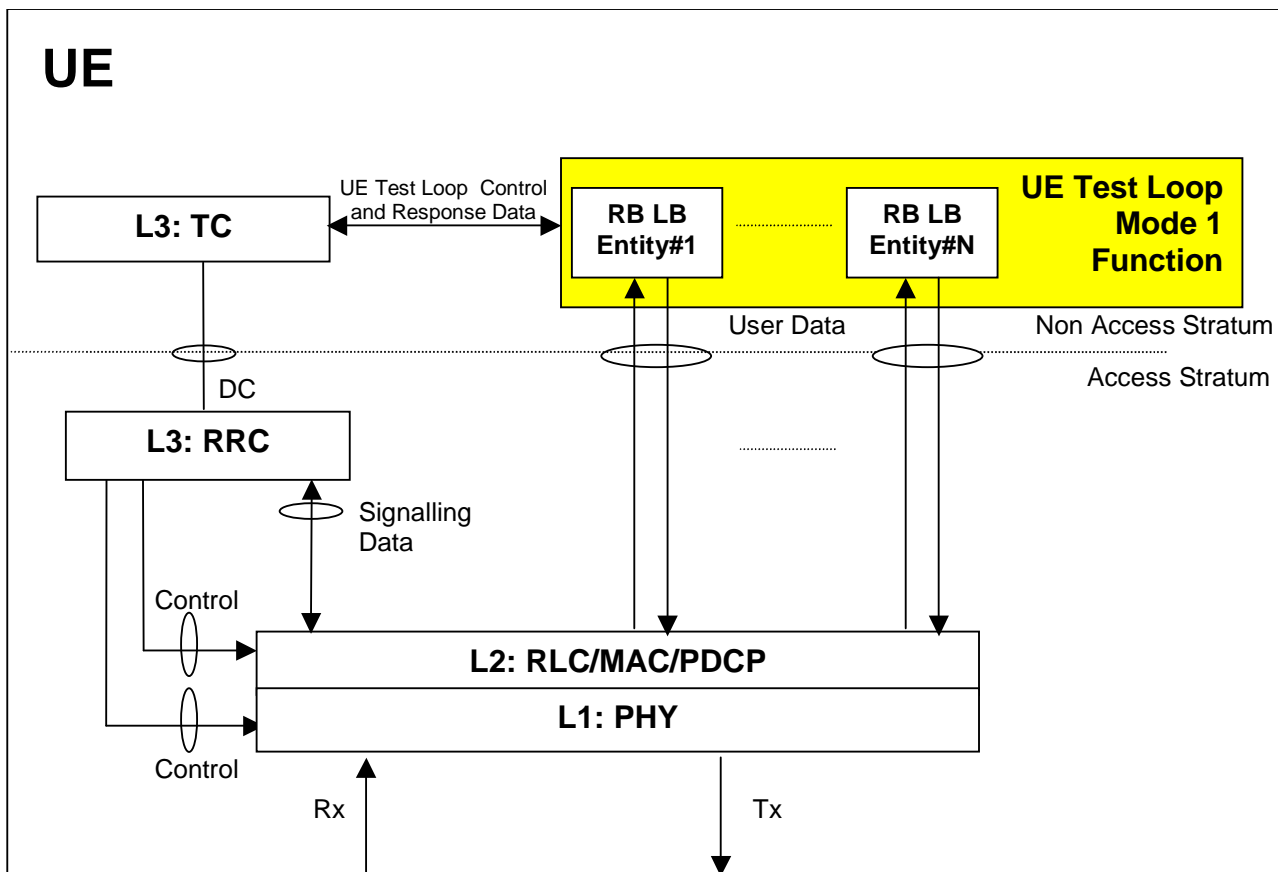 UE
UE Test Loop Control
and Response Data
L3: TC
RB LB
Entity#1
RB LB
Entity#N
UE Test Loop
Mode 1
Function
User Data
Non Access Stratum
Access Stratum
DC
L3: RRC
Signalling
Data
Control
L2: RLC/MAC/PDCP
L1: PHY
Control
Rx
Tx